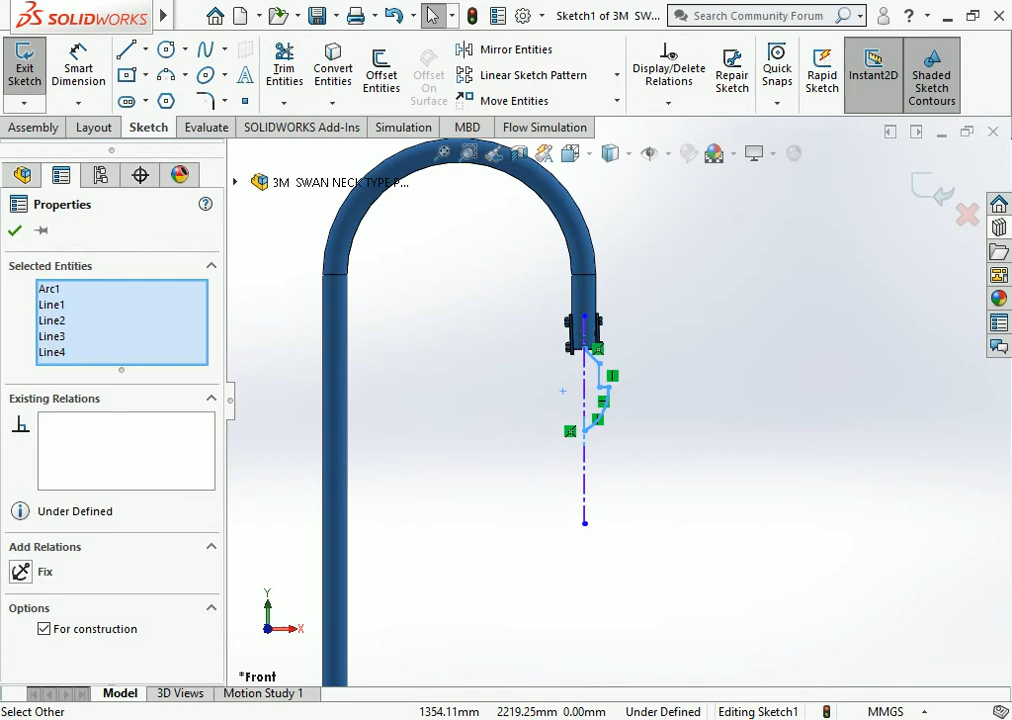 SOLIDWORKS
Sketch1 of 3M SW...
Search Community Forum
?
Exit Sketch
Smart Dimension
Trim Entities
Convert Entities
Offset Entities
Offset On Surface
Mirror Entities
Linear Sketch Pattern
Move Entities
Display/Delete Relations
Repair Sketch
Quick Snaps
Rapid Sketch
Instant2D
Shaded Sketch Contours
Assembly
Layout
Sketch
Evaluate
SOLIDWORKS Add-Ins
Simulation
MBD
Flow Simulation
3M SWAN NECK TYPE P...
Properties
?
Selected Entities
Arc1
Line1
Line2
Line3
Line4
Existing Relations
Under Defined
Add Relations
Fix
Options
For construction
Y
X
*Front
Model
3D Views
Motion Study 1
Select Other
1354.11mm
2219.25mm
0.00mm
Under Defined
Editing Sketch1
MMGS